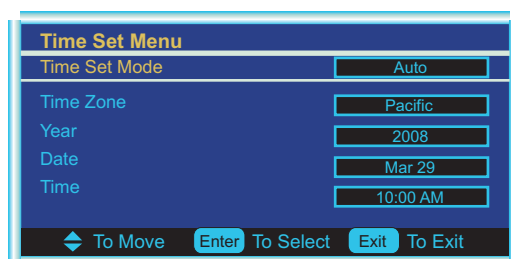 Time Set Menu
Time Set Mode Auto
Time Zone Pacific
Year 2008
Date Mar 29
Time 10:00 AM
To Move Enter To Select Exit To Exit